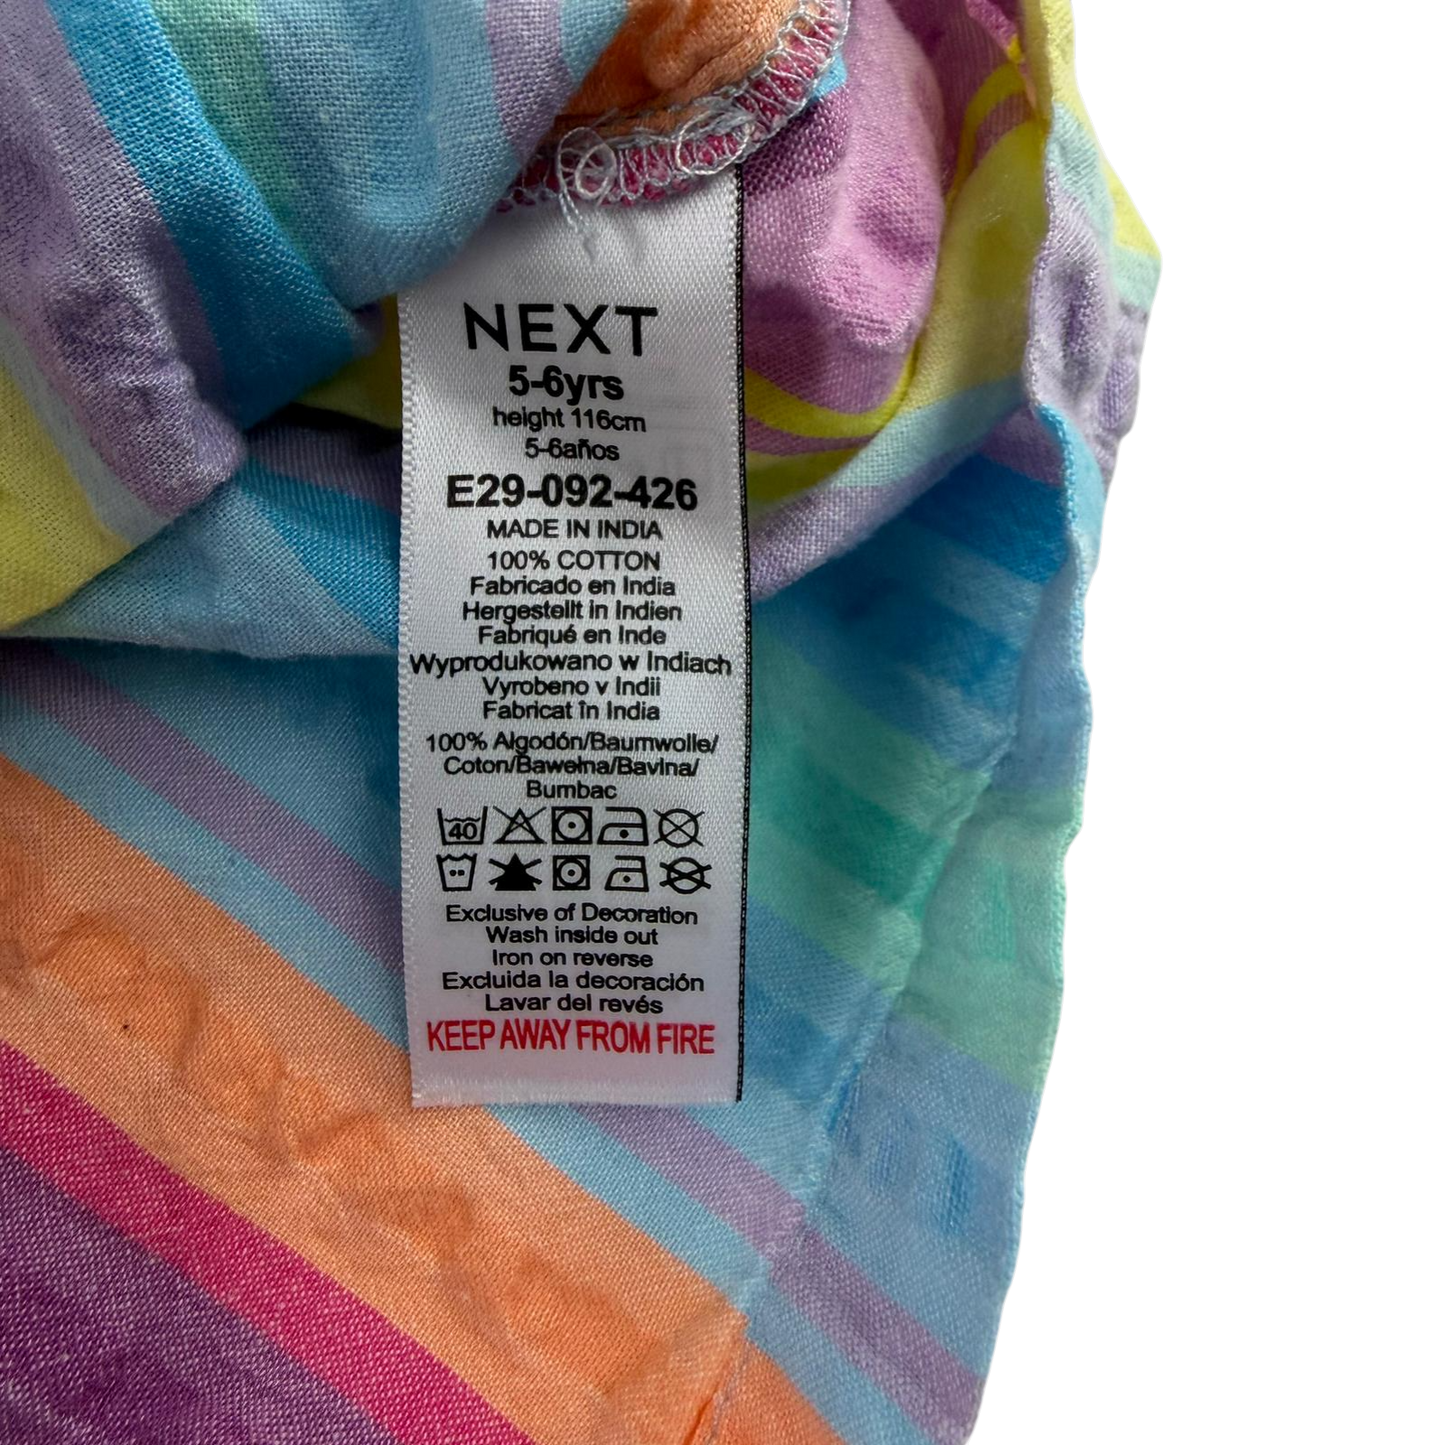 NEXT
5-6yrs
height 116cm
5-6años
E29-092-426
MADE IN INDIA
100% COTTON
Fabricado en India
Hergestellt in Indien
Fabriqué en Inde
Wyprodukowano w Indiach
Vyrobeno v Indii
Fabricat în India
100% Algodón/Baumwolle/
Coton/Bawełna/Bavlna/
Bumbac
40
Exclusive of Decoration
Wash inside out
Iron on reverse
Excluida la decoración
Lavar del revés
KEEP AWAY FROM FIRE